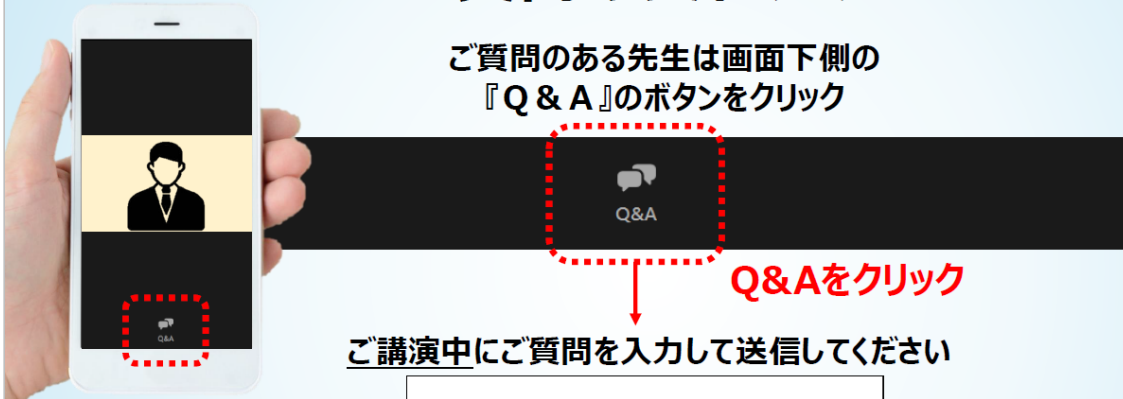 ご質問のある先生は画面下側の
『Q&A』のボタンをクリック
Q&A
Q&A
Q&Aをクリック
ご講演中にご質問を入力して送信してください